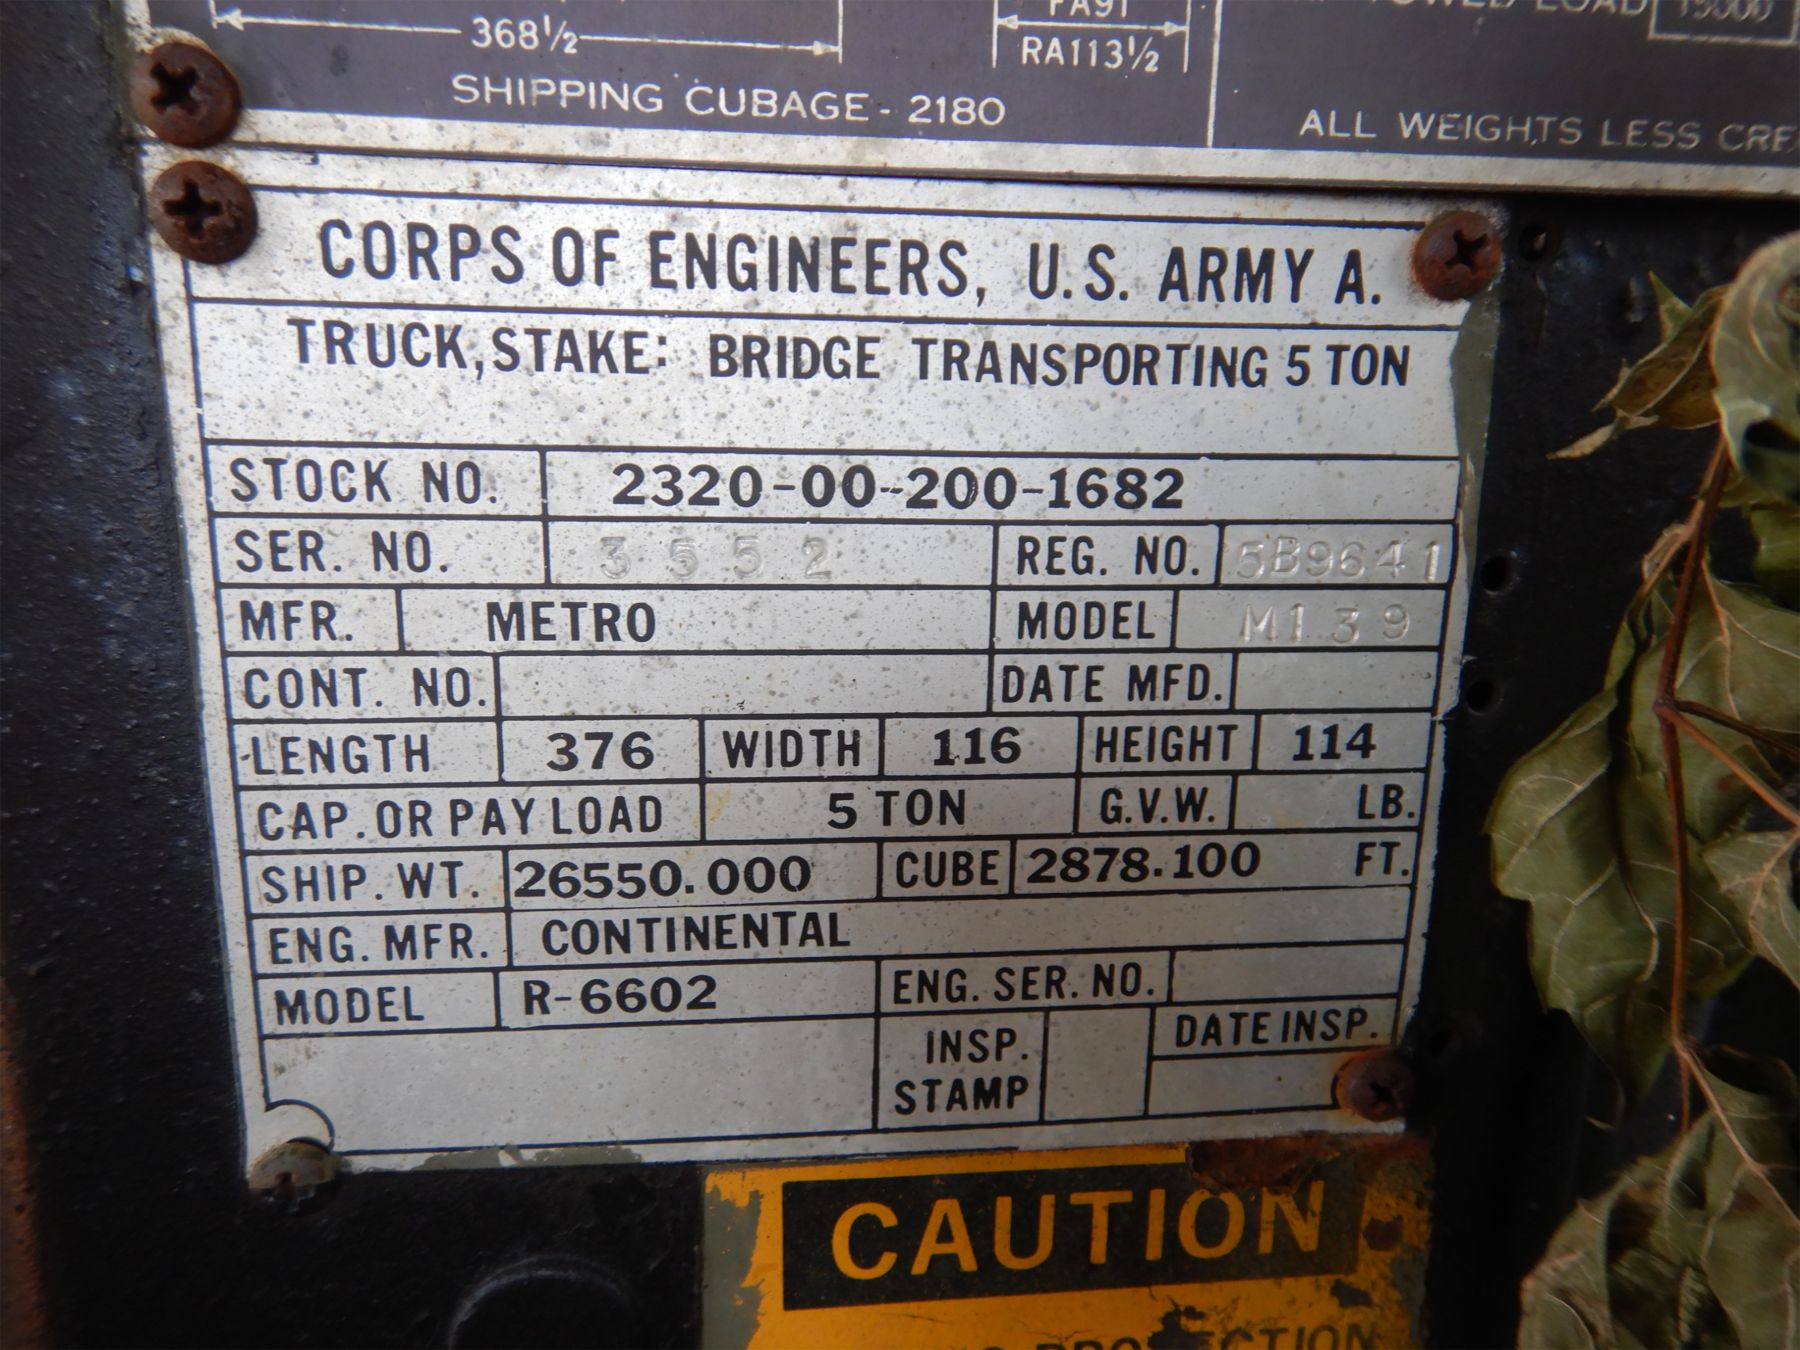 FA91
TOWED LOAD 15000
368½
RA113½
SHIPPING CUBAGE - 2180
ALL WEIGHTS LESS
CORPS OF ENGINEERS, U.S. ARMY A.
TRUCK, STAKE: BRIDGE TRANSPORTING 5 TON
STOCK NO. 2320-00-200-1682
SER. NO. 3552 REG. NO. 5B9641
MFR. METRO MODEL M139
CONT. NO. DATE MFD.
LENGTH 376 WIDTH 116 HEIGHT 114
CAP. OR PAYLOAD 5 TON G.V.W. LB.
SHIP. WT. 26550.000 CUBE 2878.100 FT.
ENG. MFR. CONTINENTAL
MODEL R-6602 ENG. SER. NO.
INSP. STAMP DATE INSP.
CAUTION